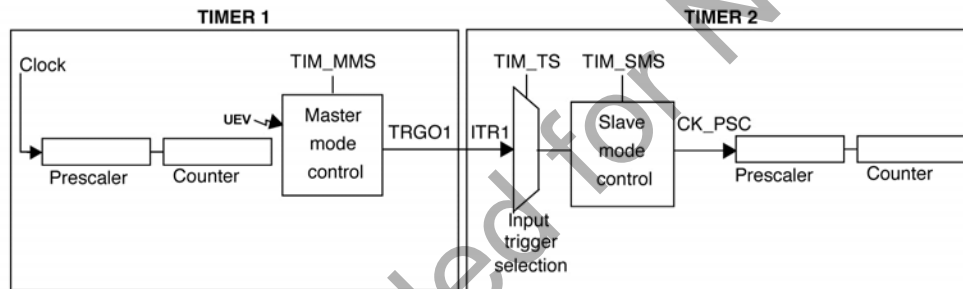 TIMER 1
TIMER 2
Clock
TIM_MMS
TIM_TS
TIM_SMS
UEV
Master
mode
control
TRGO1
ITR1
Slave
mode
control
CK_PSC
Prescaler
Counter
Prescaler
Counter
Input
trigger
selection